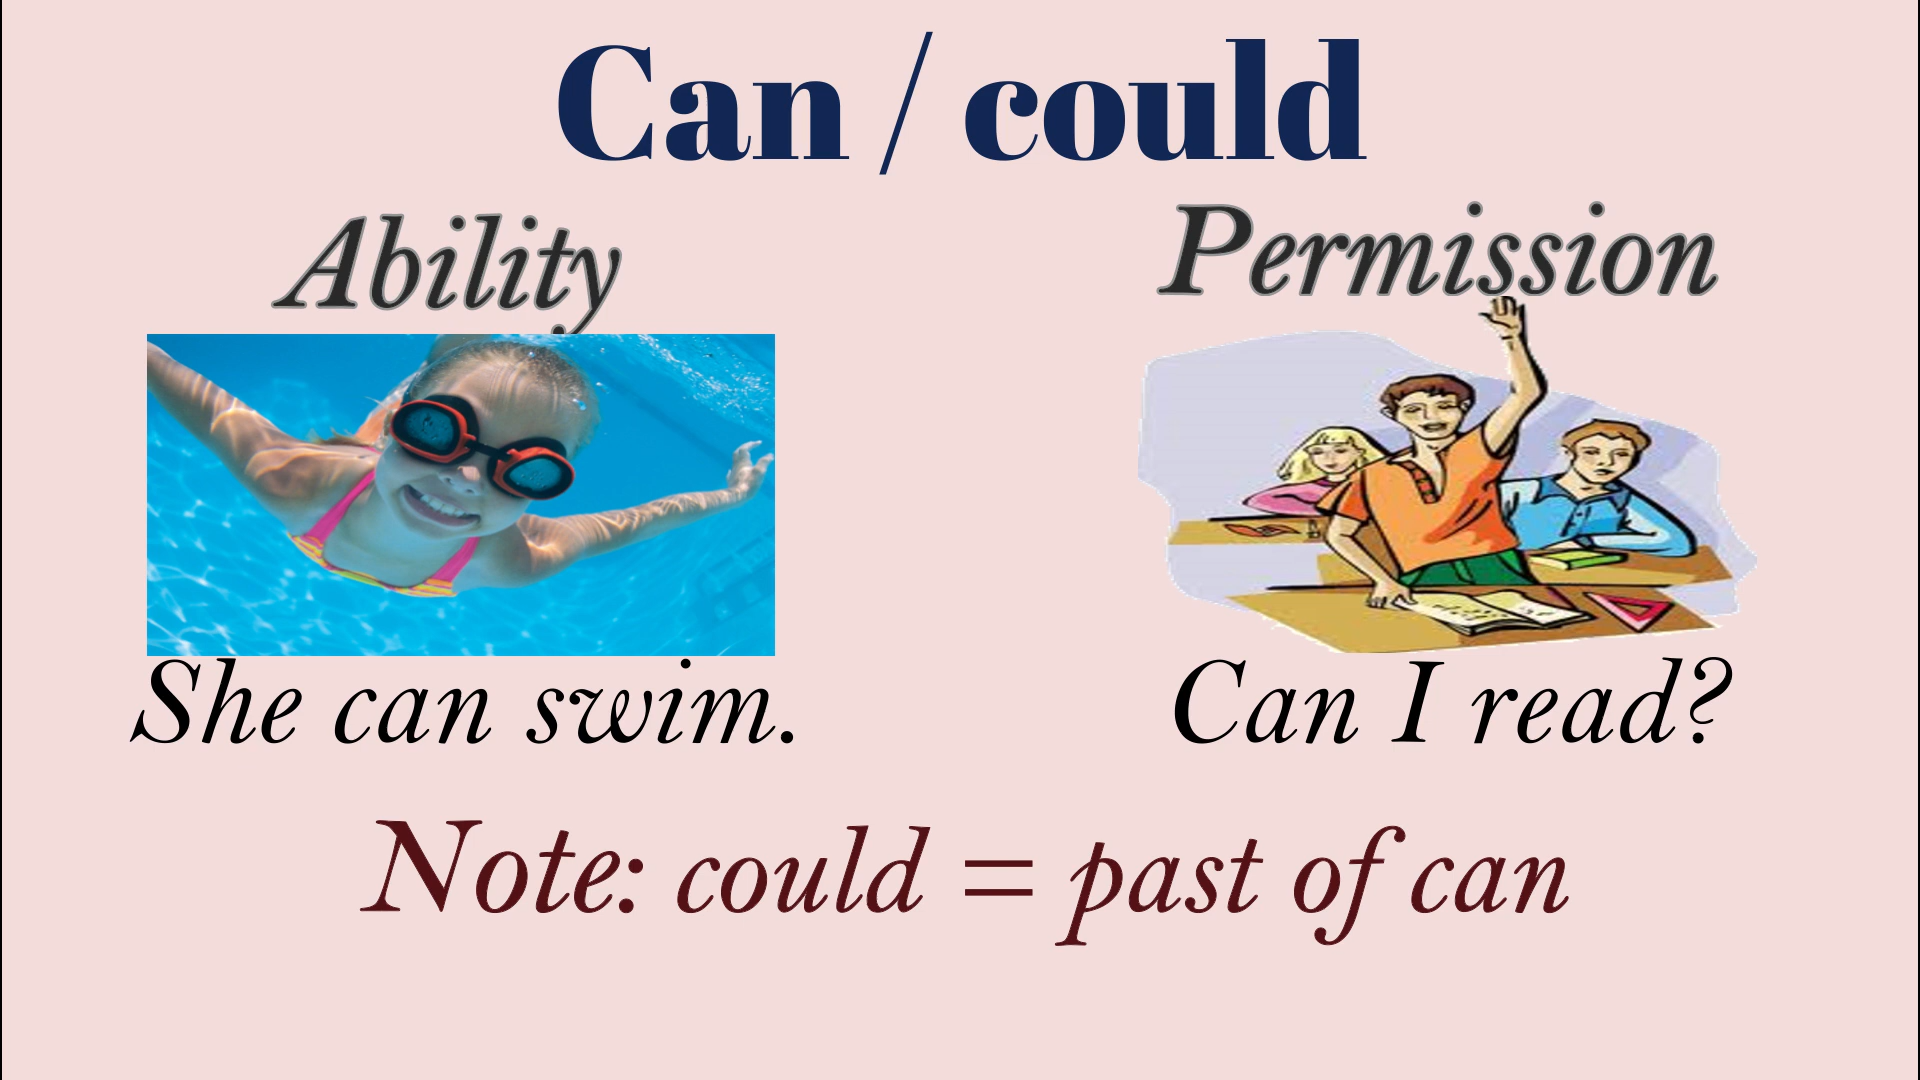 Can / could
Ability
Permission
She can swim.
Can I read?
Note: could = past of can